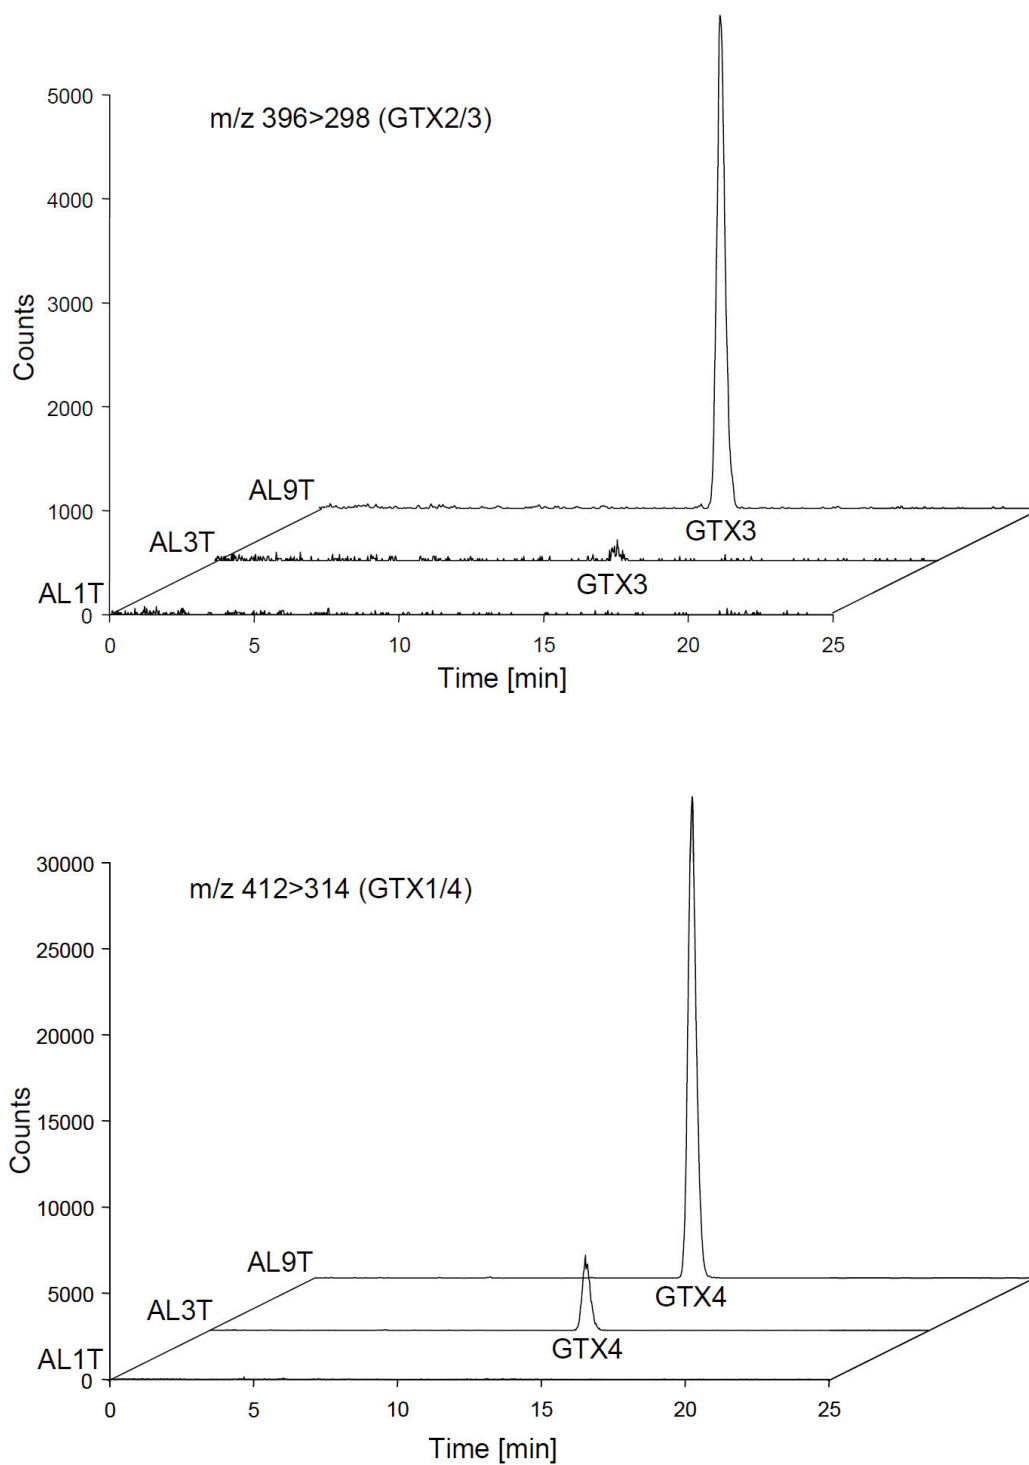 5000
m/z 396>298 (GTX2/3)
4000
3000
Counts
2000
AL9T
1000
GTX3
AL3T
GTX3
AL1T
0
0 5 10 15 20 25
Time [min]
30000
m/z 412>314 (GTX1/4)
25000
20000
Counts
15000
10000
AL9T
GTX4
5000
AL3T
GTX4
AL1T
0
0 5 10 15 20 25
Time [min]